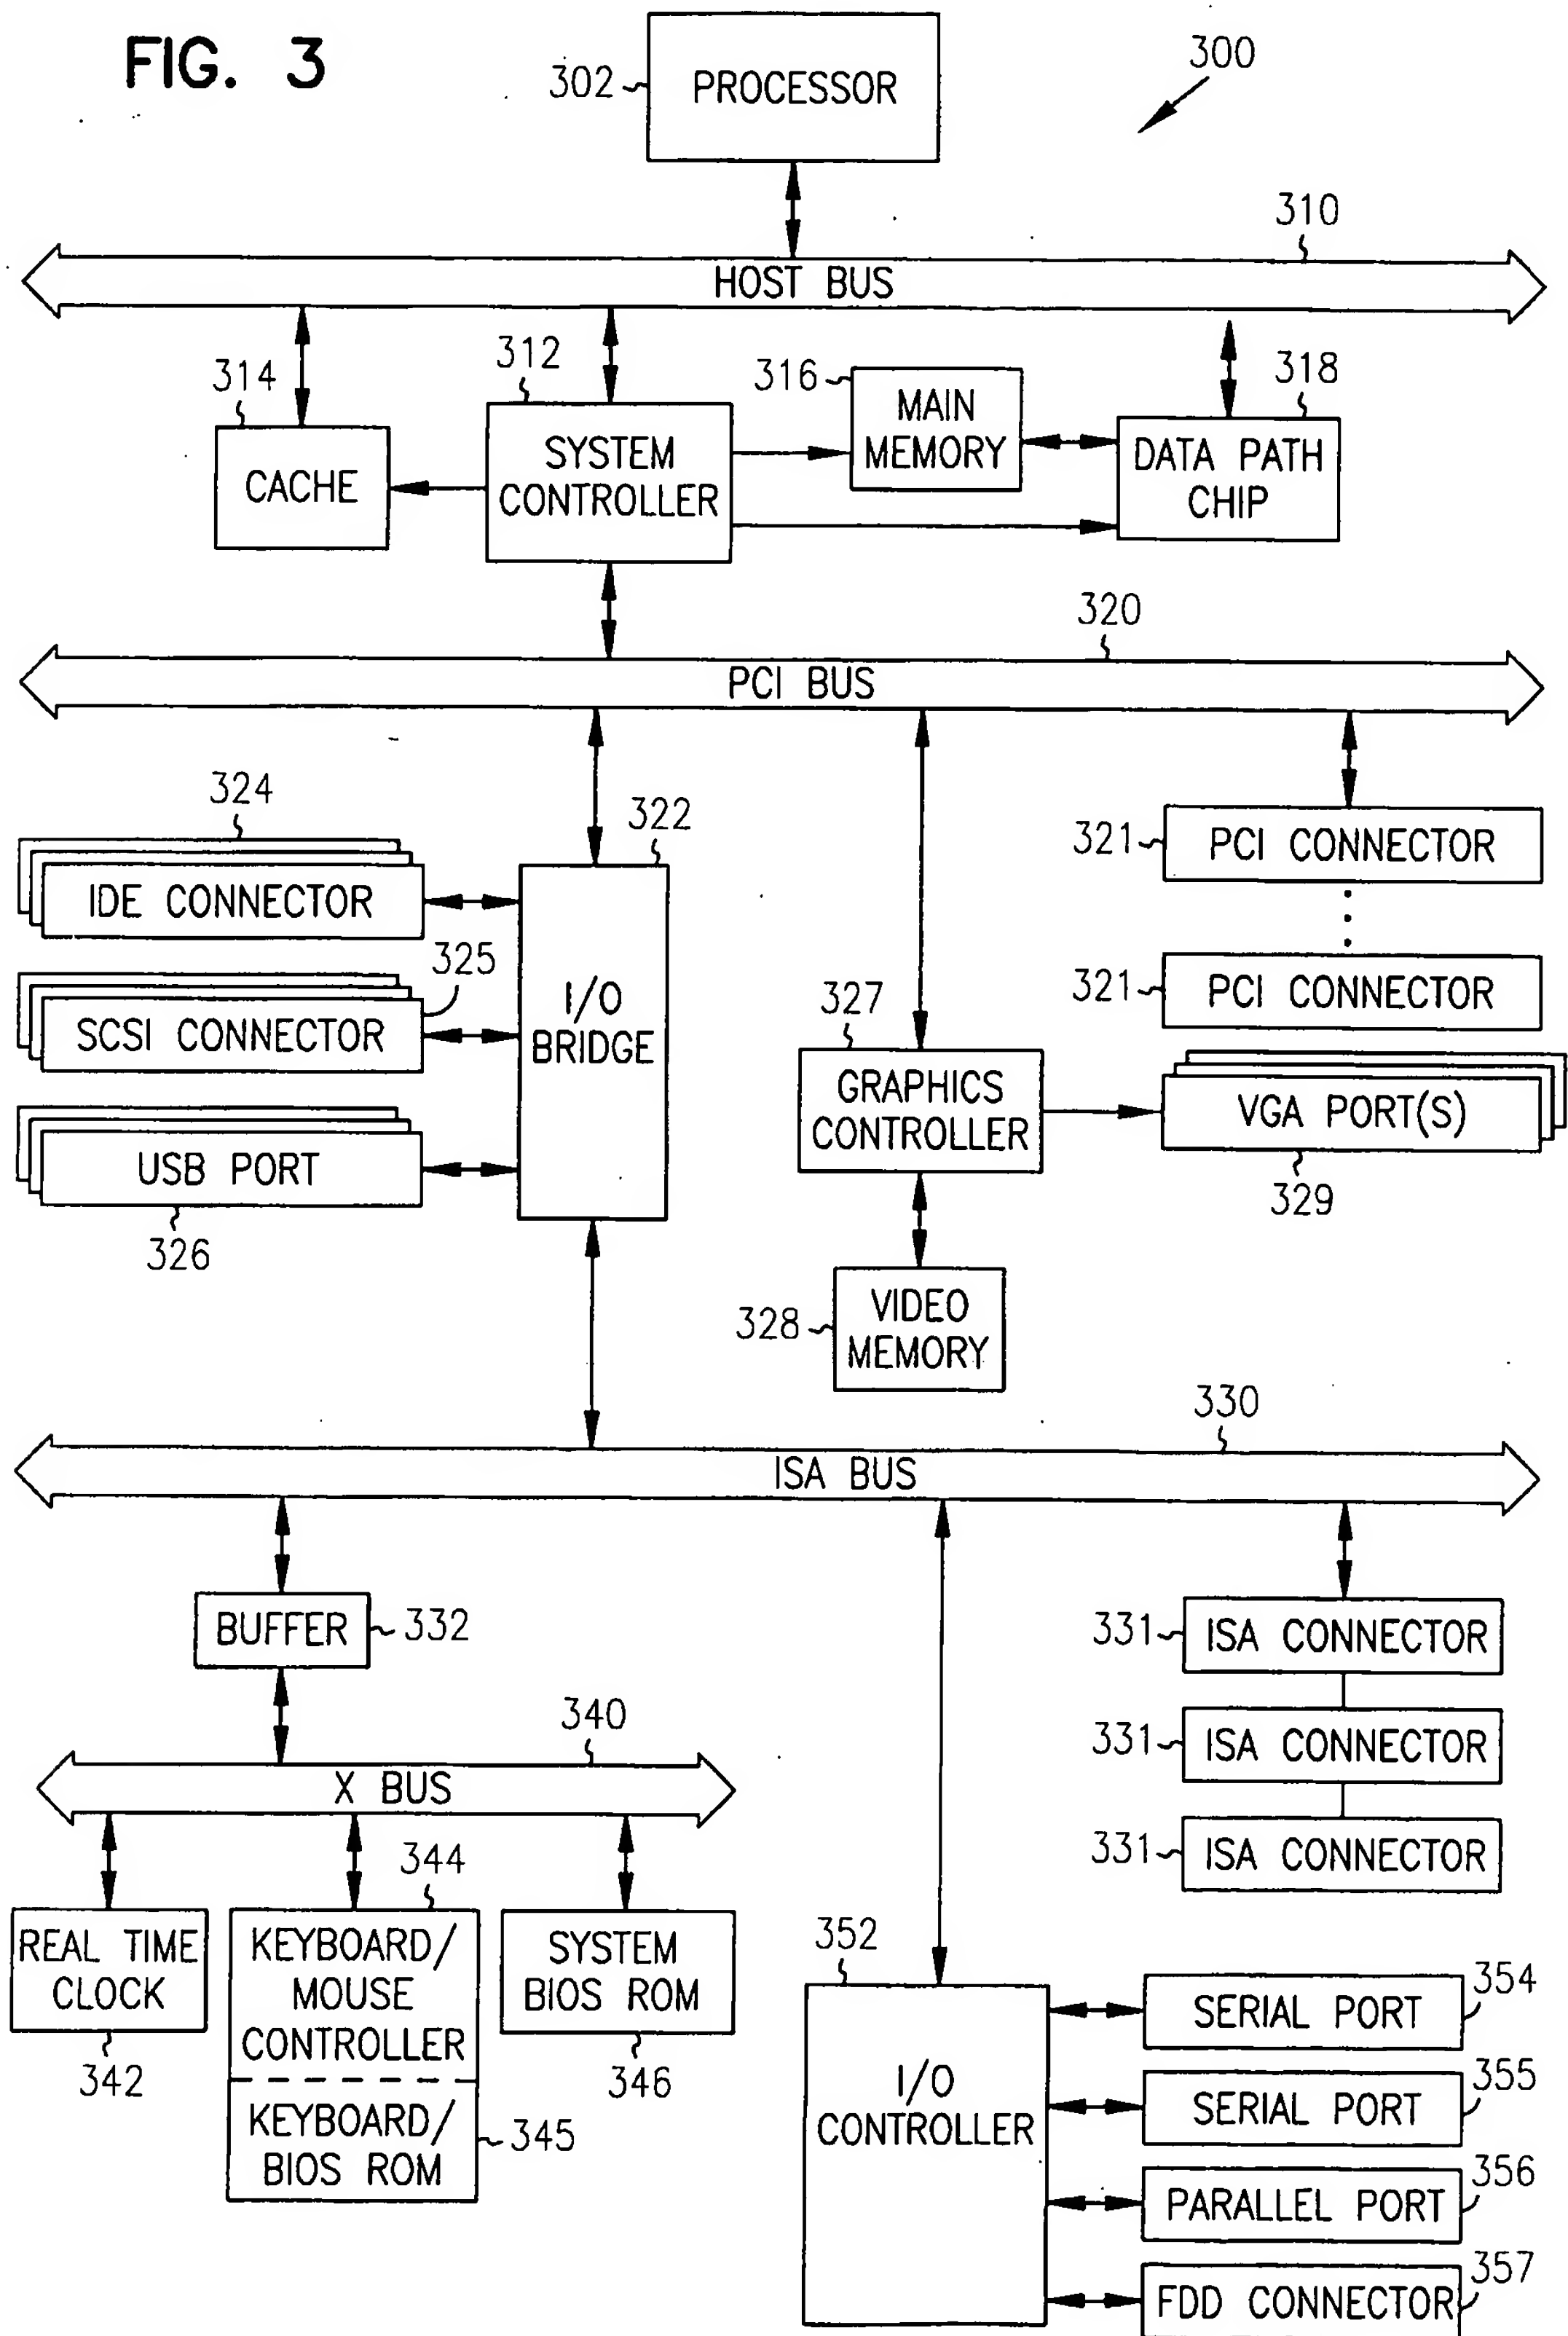 FIG. 3
302
PROCESSOR
300
310
HOST BUS
314
312
316
318
CACHE
SYSTEM
CONTROLLER
MAIN
MEMORY
DATA PATH
CHIP
320
PCI BUS
324
322
IDE CONNECTOR
325
SCSI CONNECTOR
USB PORT
326
I/O
BRIDGE
321
PCI CONNECTOR
321
PCI CONNECTOR
327
GRAPHICS
CONTROLLER
VGA PORT(S)
329
328
VIDEO
MEMORY
330
ISA BUS
BUFFER
332
331
ISA CONNECTOR
331
ISA CONNECTOR
331
ISA CONNECTOR
340
X BUS
344
REAL TIME
CLOCK
342
KEYBOARD/
MOUSE
CONTROLLER
KEYBOARD/
BIOS ROM
345
SYSTEM
BIOS ROM
346
352
I/O
CONTROLLER
354
SERIAL PORT
355
SERIAL PORT
356
PARALLEL PORT
357
FDD CONNECTOR